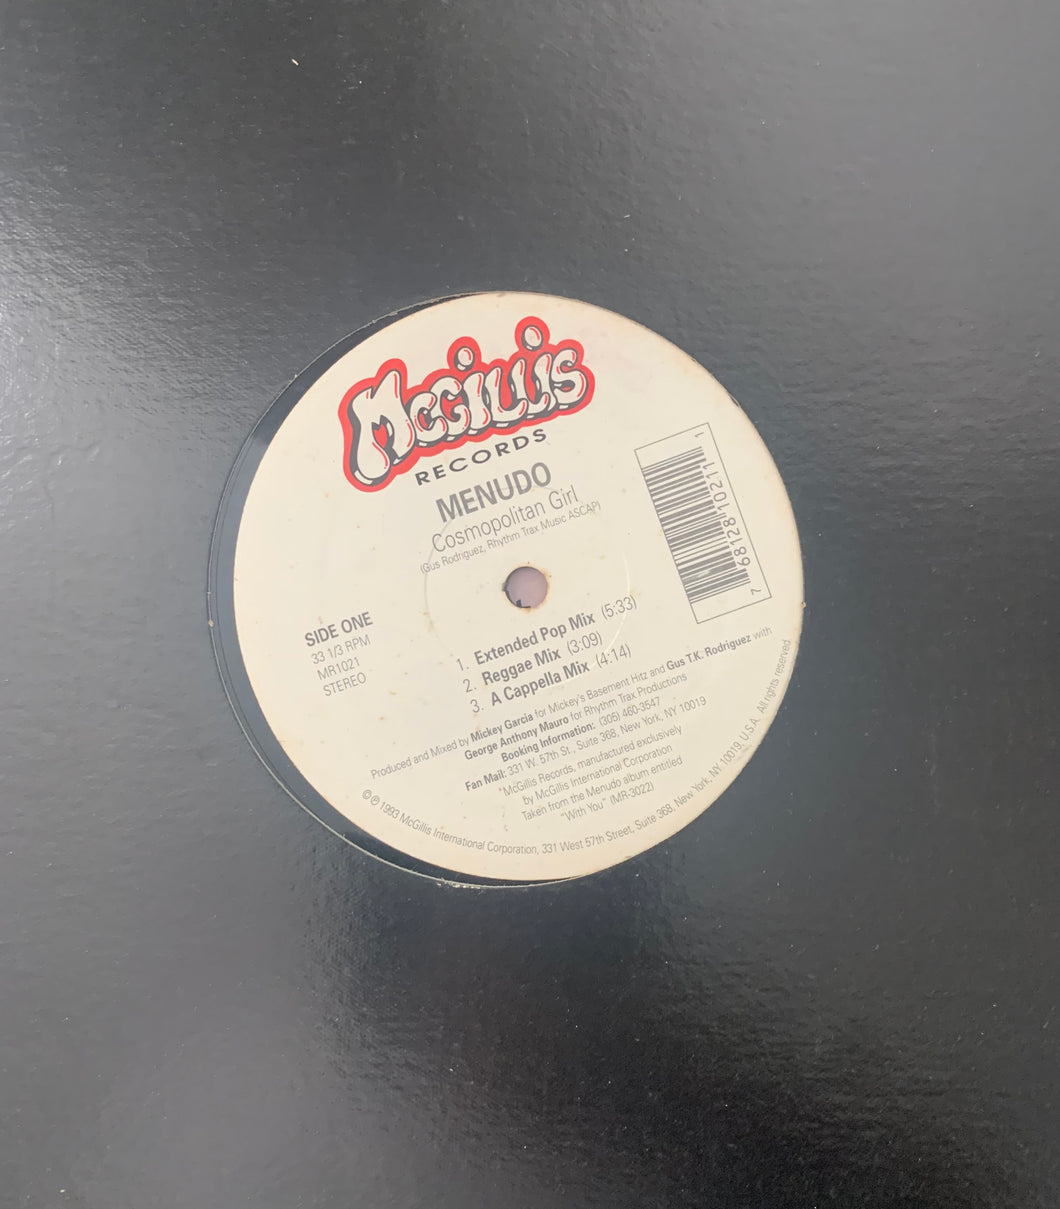 McGillis
RECORDS
MENUDO
Cosmopolitan Girl
(Gus Rodriguez, Rhythm Trax Music ASCAP)
7 68128 10211 1
SIDE ONE
33 1/3 RPM
MR1021
STEREO
1. Extended Pop Mix (5:33)
2. Reggae Mix (3:09)
3. A Cappella Mix (4:14)
Produced and Mixed by Mickey Garcia for Mickey's Basement Hitz and Gus T.K. Rodriguez with
George Anthony Mauro for Rhythm Trax Productions
Booking Information: (305) 460-3547
Fan Mail: 331 W. 57th St., Suite 368, New York, NY 10019
McGillis Records, manufactured exclusively
by McGillis International Corporation
Taken from the Menudo album entitled
"With You" (MR-3022)
© ℗ 1993 McGillis International Corporation, 331 West 57th Street, Suite 368, New York, NY 10019, U.S.A. All rights reserved.